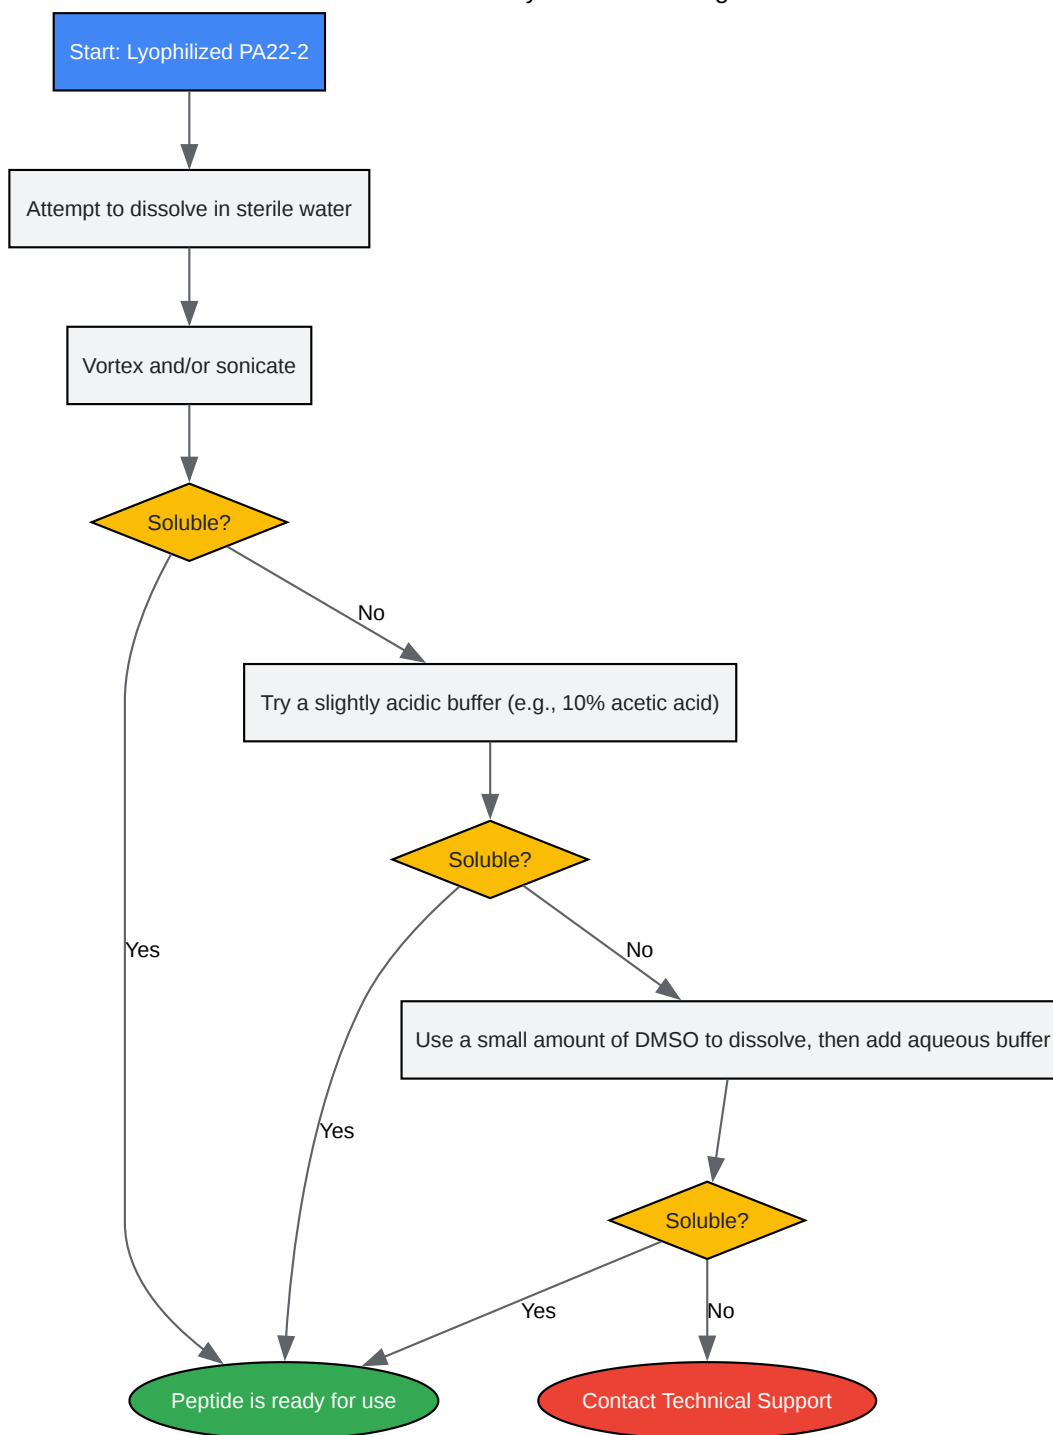 Start: Lyophilized PA22-2
Attempt to dissolve in sterile water
Vortex and/or sonicate
Soluble?
No
Try a slightly acidic buffer (e.g., 10% acetic acid)
Soluble?
Yes
No
Use a small amount of DMSO to dissolve, then add aqueous buffer
Yes
Soluble?
Yes
No
Peptide is ready for use
Contact Technical Support